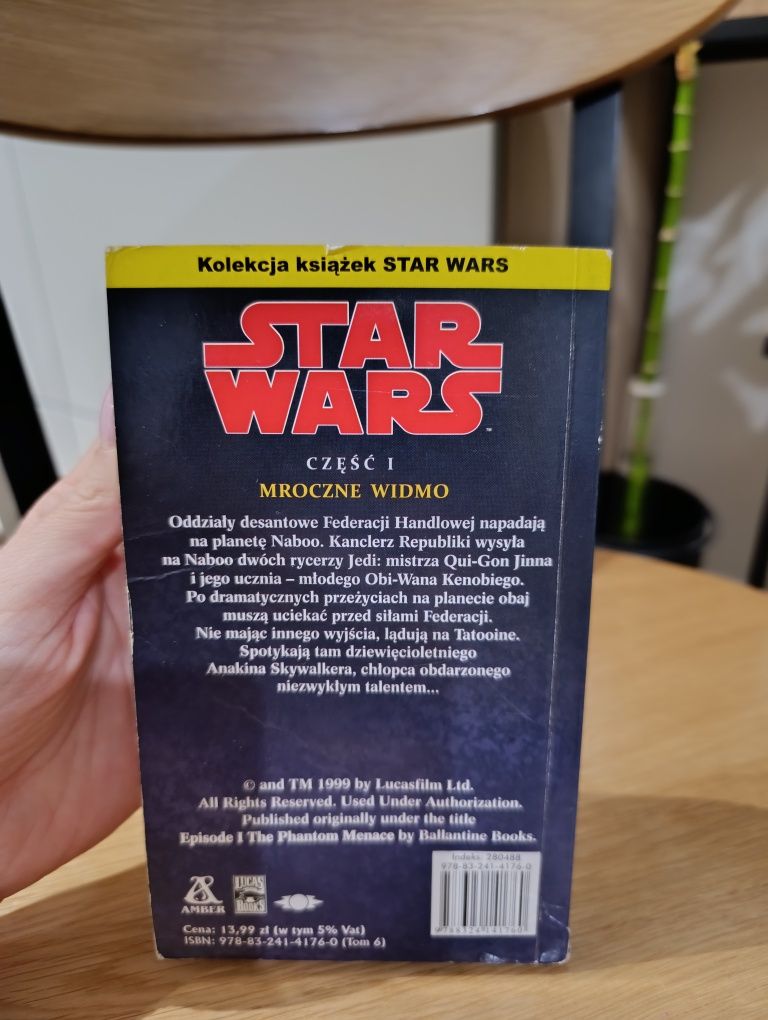 Kolekcja książek STAR WARS
STAR
WARS
™
CZĘŚĆ I
MROCZNE WIDMO
Oddziały desantowe Federacji Handlowej napadają
na planetę Naboo. Kanclerz Republiki wysyła
na Naboo dwóch rycerzy Jedi: mistrza Qui-Gon Jinna
i jego ucznia – młodego Obi-Wana Kenobiego.
Po dramatycznych przeżyciach na planecie obaj
muszą uciekać przed siłami Federacji.
Nie mając innego wyjścia, lądują na Tatooine.
Spotykają tam dziewięcioletniego
Anakina Skywalkera, chłopca obdarzonego
niezwykłym talentem...
© and TM 1999 by Lucasfilm Ltd.
All Rights Reserved. Used Under Authorization.
Published originally under the title
Episode I The Phantom Menace by Ballantine Books.
Indeks: 280488
978-83-241-4176-0
9788324141760
AMBER
LUCAS
BOOKS
Cena: 13,99 zł (w tym 5% Vat)
ISBN: 978-83-241-4176-0 (Tom 6)